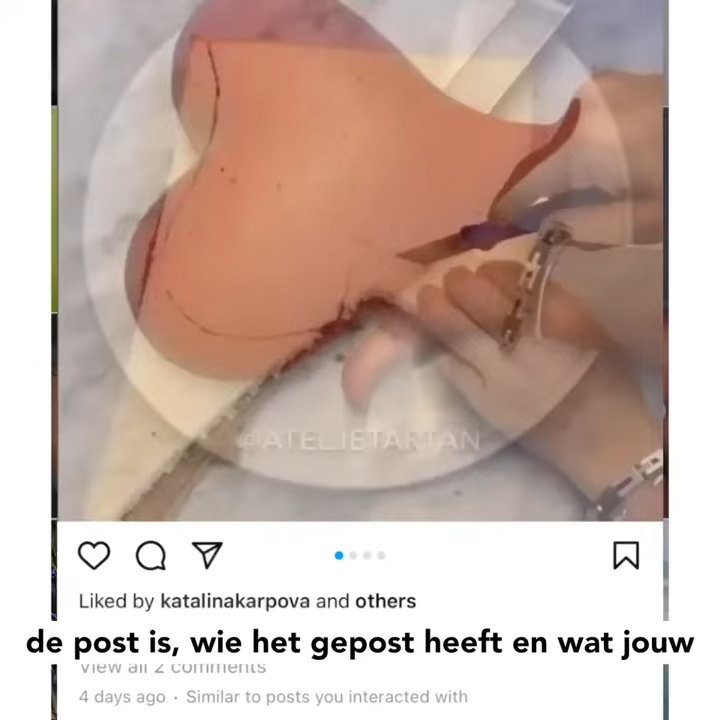 @ATELJETARTAN
Liked by katalinakarpova and others
de post is, wie het gepost heeft en wat jouw
View all 2 comments
4 days ago · Similar to posts you interacted with